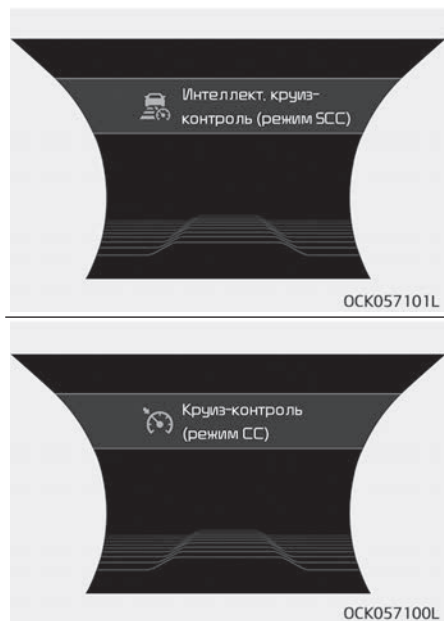 Интеллект. круиз-
контроль (режим SCC)
OCK057101L
Круиз-контроль
(режим CC)
OCK057100L